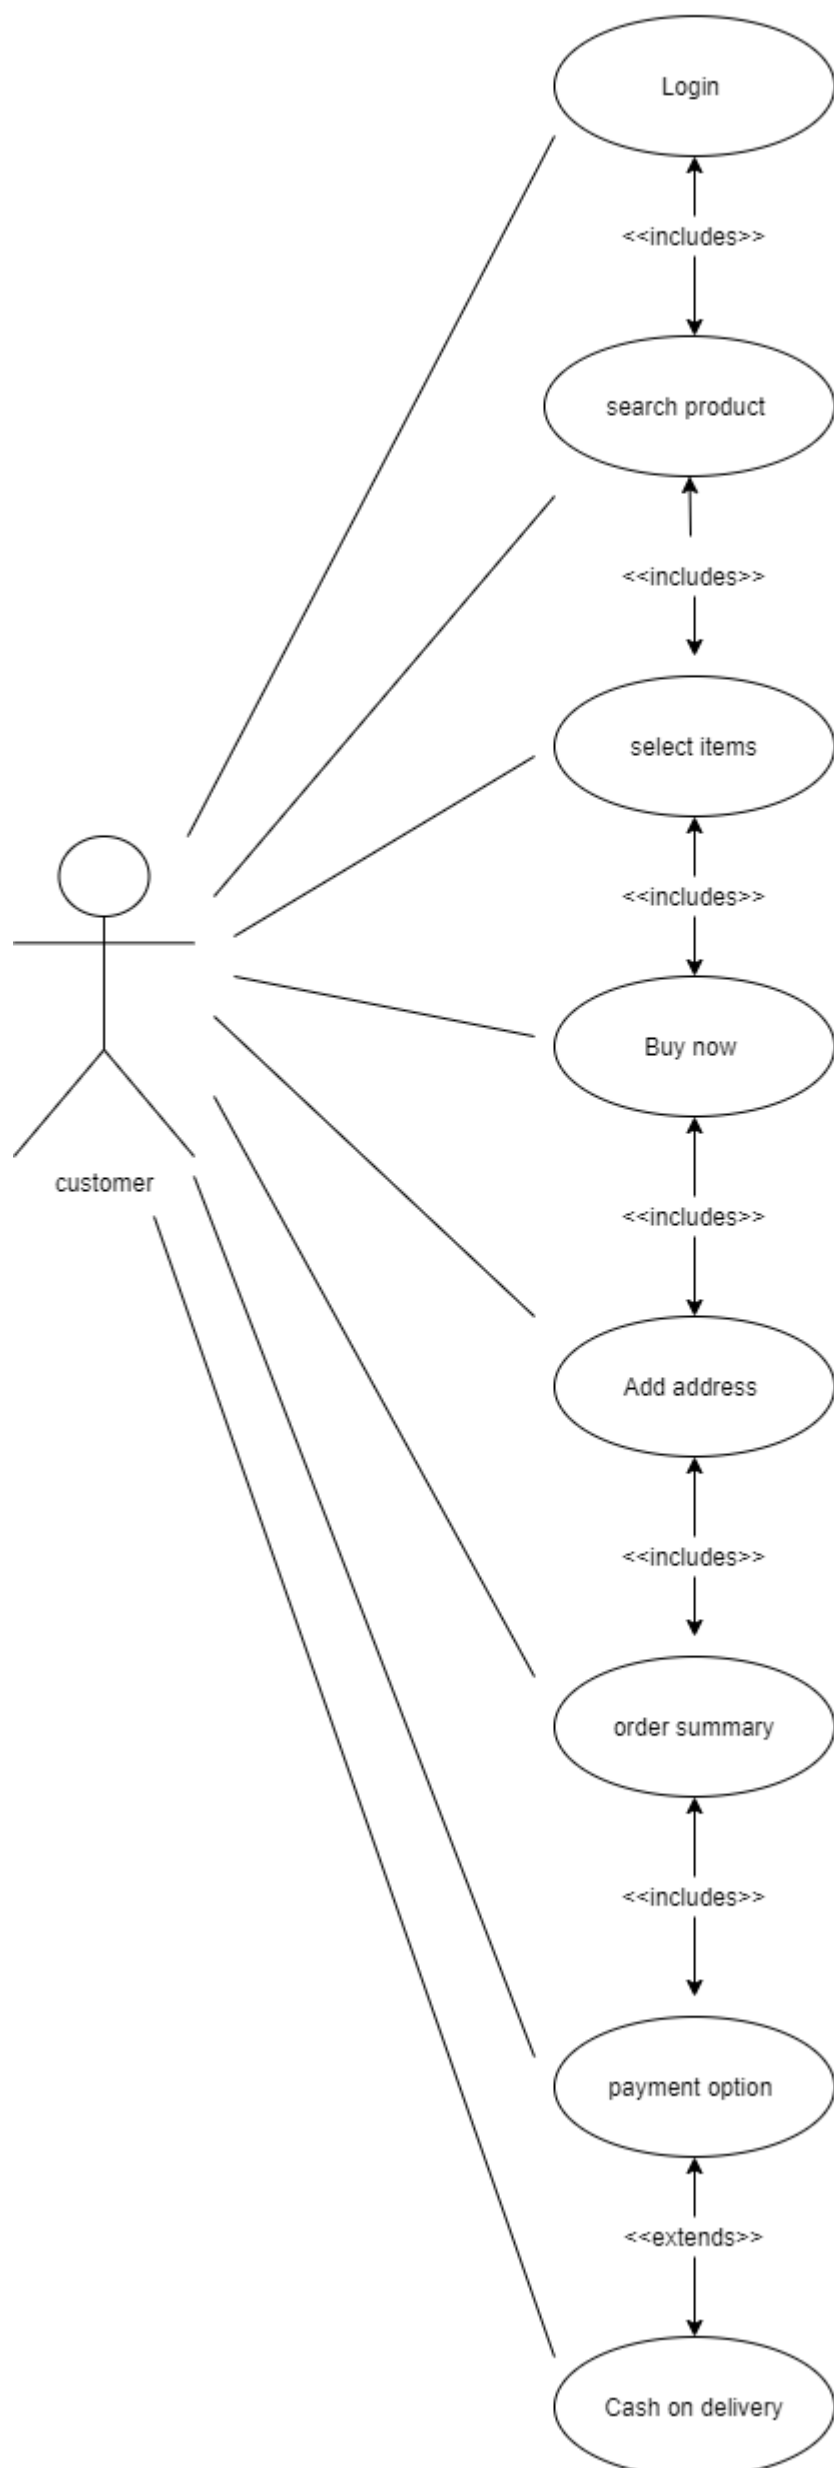 Login
<<includes>>
search product
<<includes>>
select items
<<includes>>
Buy now
<<includes>>
customer
Add address
<<includes>>
order summary
<<includes>>
payment option
<<extends>>
Cash on delivery